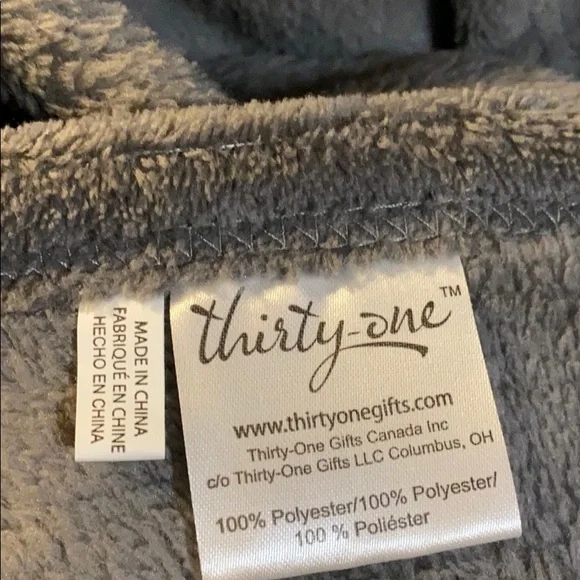 MADE IN CHINA
FABRIQUÉ EN CHINE
HECHO EN CHINA
thirty-one™
www.thirtyonegifts.com
Thirty-One Gifts Canada Inc
c/o Thirty-One Gifts LLC Columbus, OH
100% Polyester/100% Polyester/
100 % Poliéster